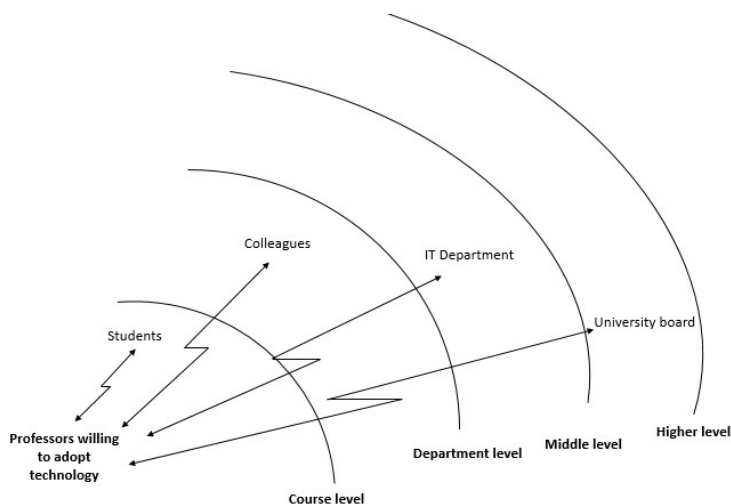 Colleagues
IT Department
University board
Students
Professors willing
to adopt
technology
Course level
Department level
Middle level
Higher level